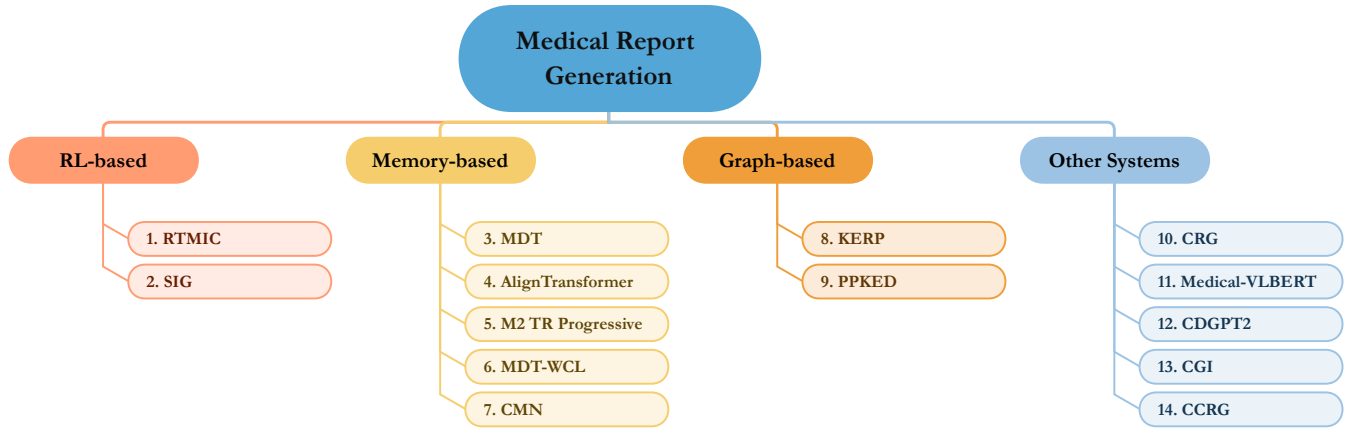 Medical Report
Generation
RL-based
Memory-based
Graph-based
Other Systems
1. RTMIC
2. SIG
3. MDT
4. AlignTransformer
5. M2 TR Progressive
6. MDT-WCL
7. CMN
8. KERP
9. PPKED
10. CRG
11. Medical-VLBERT
12. CDGPT2
13. CGI
14. CCRG